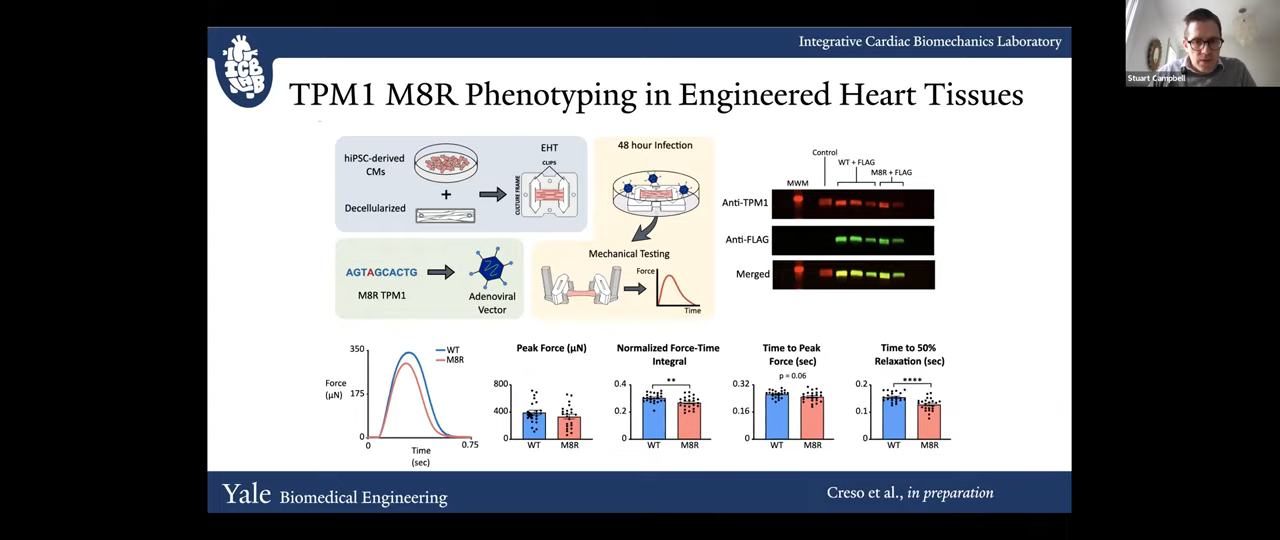 Integrative Cardiac Biomechanics Laboratory
ICB
LAB
Stuart Campbell
TPM1 M8R Phenotyping in Engineered Heart Tissues
hiPSC-derived
CMs
+
Decellularized
EHT
CLIPS
CULTURE FRAME
48 hour Infection
AGTAGCACTG
M8R TPM1
Adenoviral
Vector
Mechanical Testing
Force
Time
Control
WT + FLAG
M8R + FLAG
MWM
Anti-TPM1
Anti-FLAG
Merged
350
175
0
Force
(µN)
WT
M8R
0
0.75
Time
(sec)
Peak Force (µN)
800
400
0
WT
M8R
Normalized Force-Time
Integral
**
0.4
0.2
0
WT
M8R
Time to Peak
Force (sec)
p = 0.06
0.32
0.16
0
WT
M8R
Time to 50%
Relaxation (sec)
****
0.2
0.1
0
WT
M8R
Yale Biomedical Engineering
Creso et al., in preparation